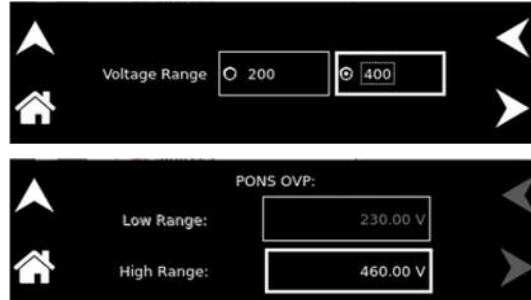 Voltage Range 200 400
PONS OVP:
Low Range: 230.00 V
High Range: 460.00 V